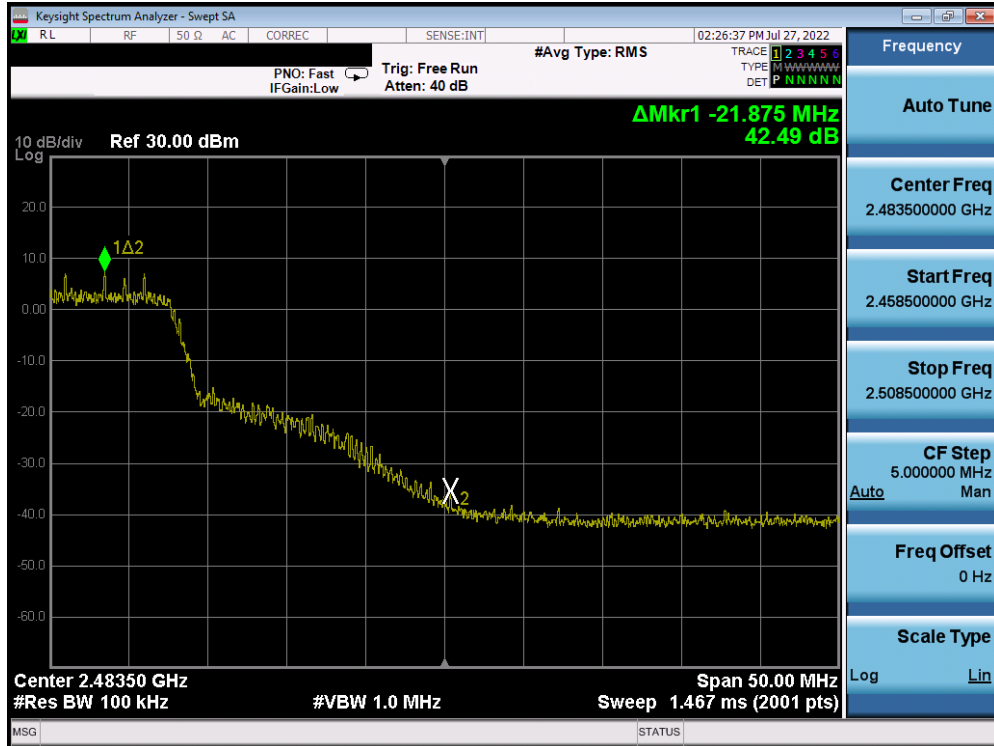 Keysight Spectrum Analyzer - Swept SA
LXI RL RF 50 Ω AC CORREC SENSE:INT 02:26:37 PM Jul 27, 2022
#Avg Type: RMS
TRACE 1 2 3 4 5 6
PNO: Fast Trig: Free Run
TYPE M W W W W W
IFGain:Low Atten: 40 dB
DET P N N N N N
ΔMkr1 -21.875 MHz
42.49 dB
10 dB/div Ref 30.00 dBm
Log
20.0
1Δ2
10.0
0.00
-10.0
-20.0
-30.0
2
-40.0
-50.0
-60.0
Center 2.48350 GHz Span 50.00 MHz
#Res BW 100 kHz #VBW 1.0 MHz Sweep 1.467 ms (2001 pts)
MSG STATUS
Frequency
Auto Tune
Center Freq
2.483500000 GHz
Start Freq
2.458500000 GHz
Stop Freq
2.508500000 GHz
CF Step
5.000000 MHz
Auto Man
Freq Offset
0 Hz
Scale Type
Log Lin